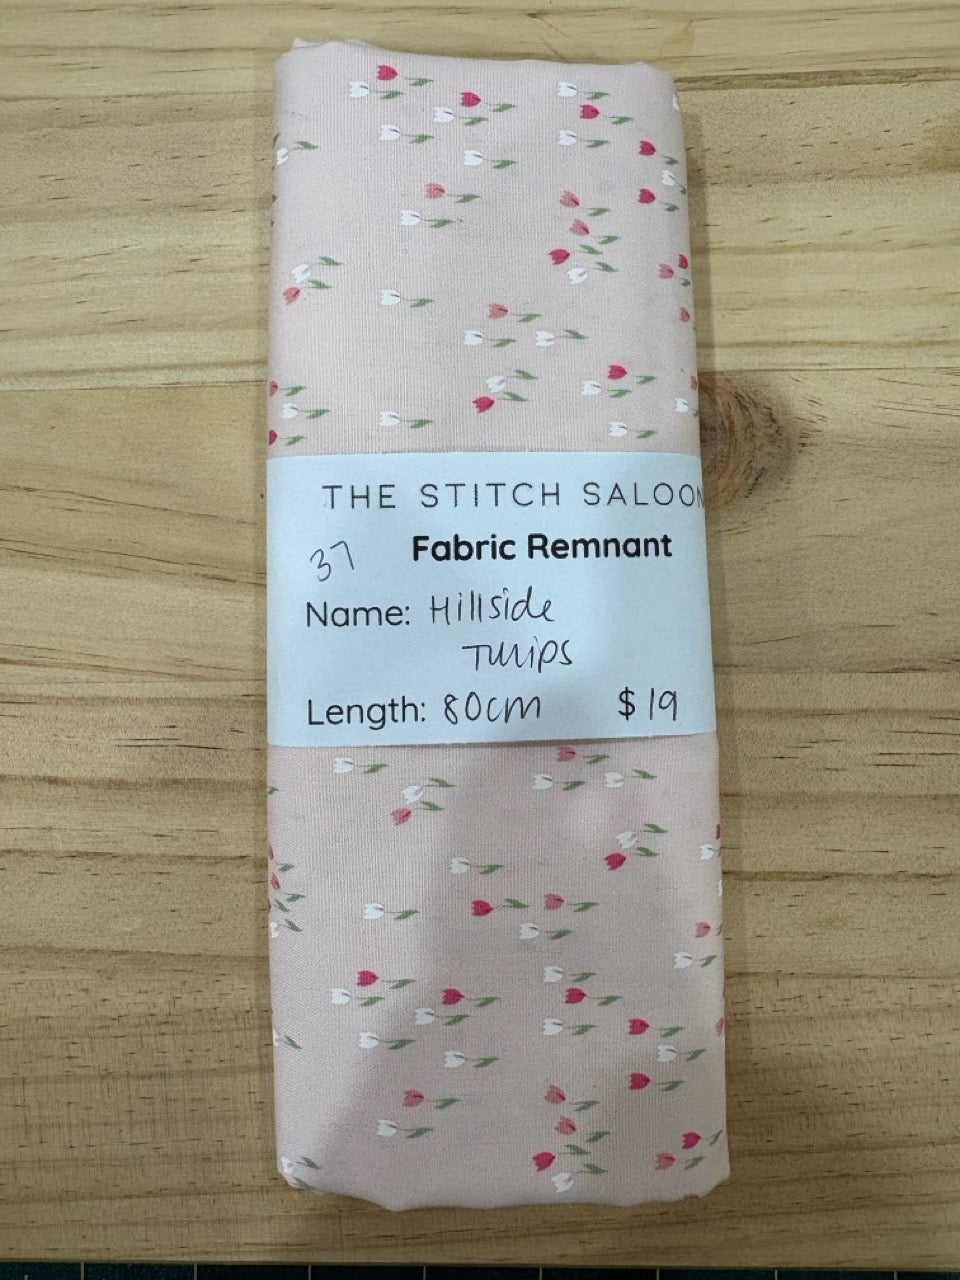 THE STITCH SALOON
37 Fabric Remnant
Name: Hillside
Tulips
Length: 80cm $19